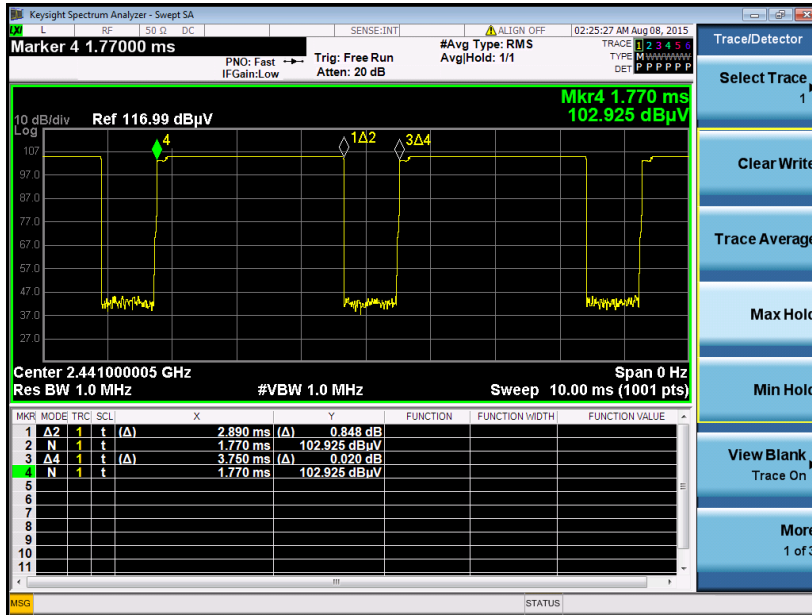 Keysight Spectrum Analyzer - Swept SA
LXI L RF 50 Ω DC SENSE:INT ALIGN OFF 02:25:27 AM Aug 08, 2015
Marker 4 1.77000 ms
PNO: Fast
IFGain:Low
Trig: Free Run
Atten: 20 dB
#Avg Type: RMS
Avg|Hold: 1/1
TRACE 1 2 3 4 5 6
TYPE M WWWWW
DET P P P P P P
Mkr4 1.770 ms
102.925 dBµV
10 dB/div Ref 116.99 dBµV
Log
107
97.0
87.0
77.0
67.0
57.0
47.0
37.0
27.0
4
1Δ2
3Δ4
Center 2.441000005 GHz Span 0 Hz
Res BW 1.0 MHz #VBW 1.0 MHz Sweep 10.00 ms (1001 pts)
MKR MODE TRC SCL X Y FUNCTION FUNCTION WIDTH FUNCTION VALUE
1 Δ2 1 t (Δ) 2.890 ms (Δ) 0.848 dB
2 N 1 t 1.770 ms 102.925 dBµV
3 Δ4 1 t (Δ) 3.750 ms (Δ) 0.020 dB
4 N 1 t 1.770 ms 102.925 dBµV
5
6
7
8
9
10
11
MSG STATUS
Trace/Detector
Select Trace
1
Clear Write
Trace Average
Max Hold
Min Hold
View Blank
Trace On
More
1 of 3